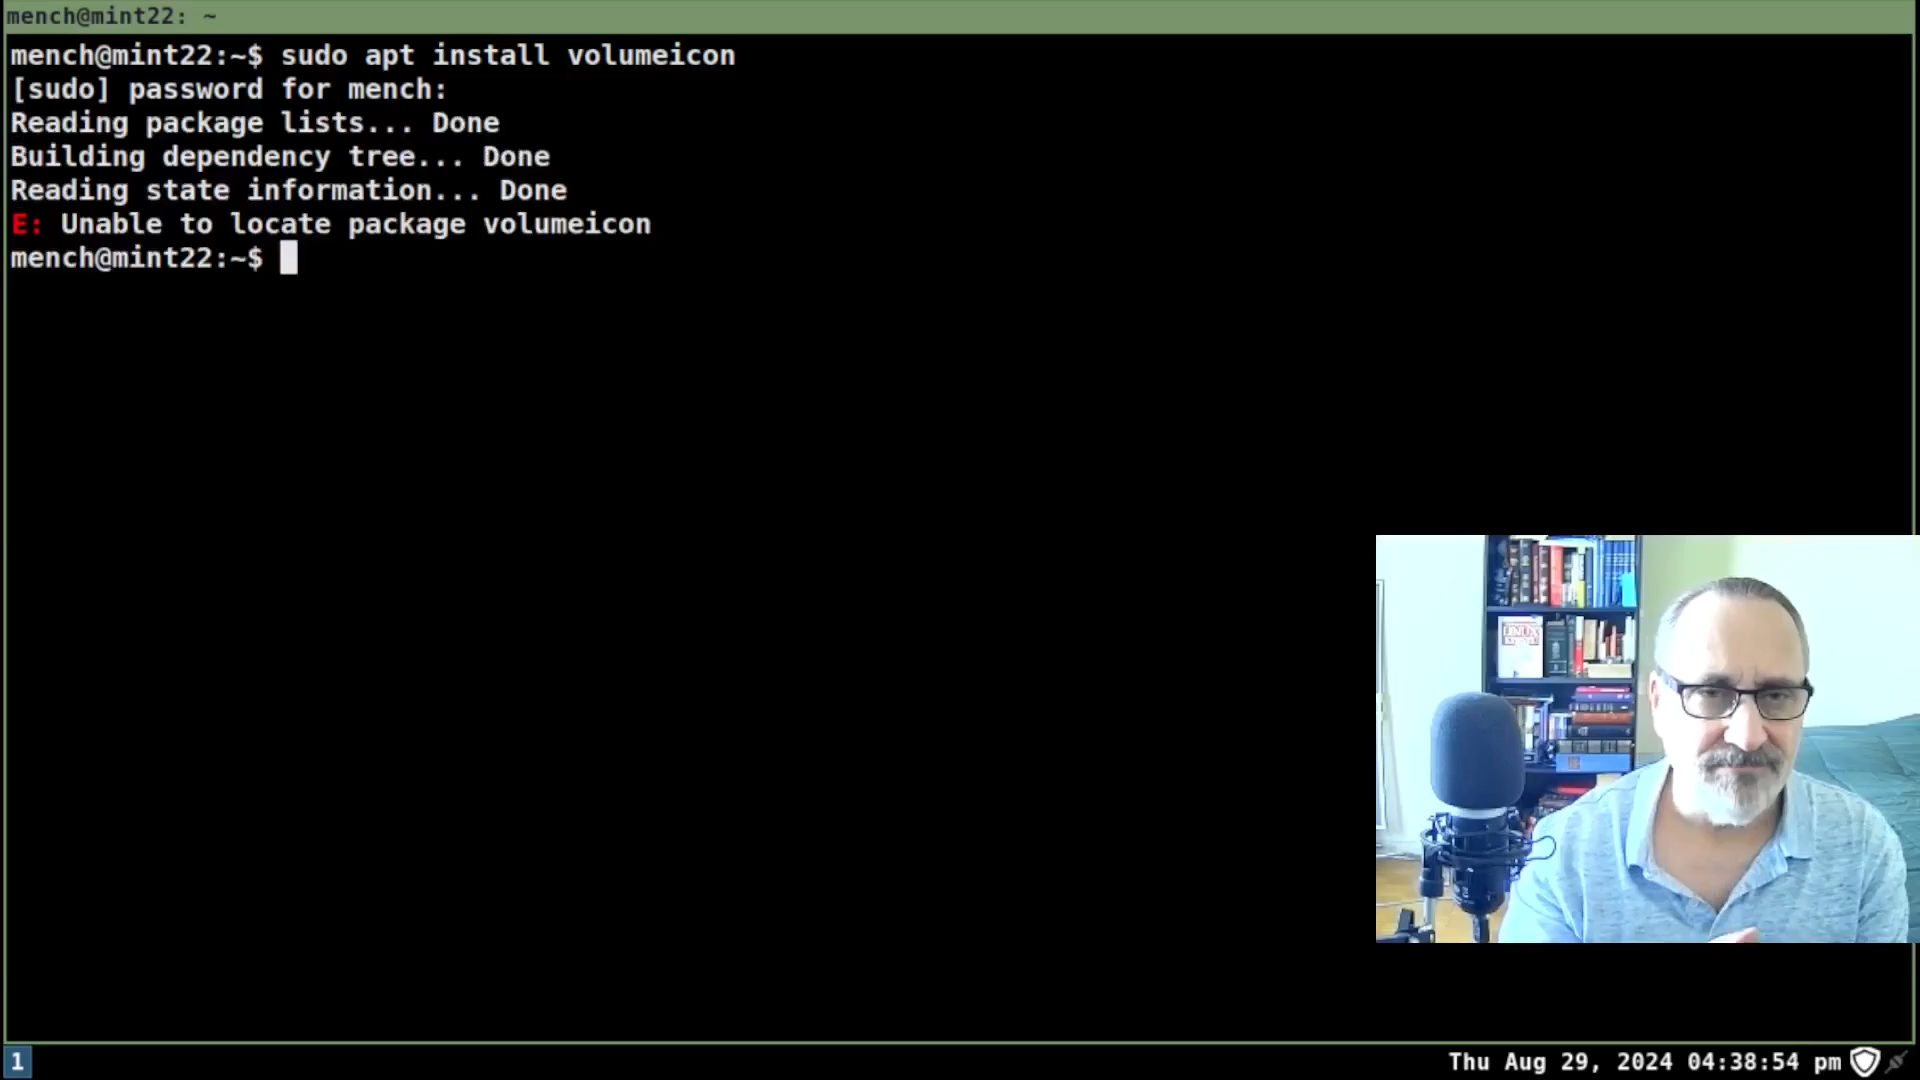 mench@mint22: ~
mench@mint22:~$ sudo apt install volumeicon
[sudo] password for mench:
Reading package lists... Done
Building dependency tree... Done
Reading state information... Done
E: Unable to locate package volumeicon
mench@mint22:~$
LINUX
1
Thu Aug 29, 2024 04:38:54 pm